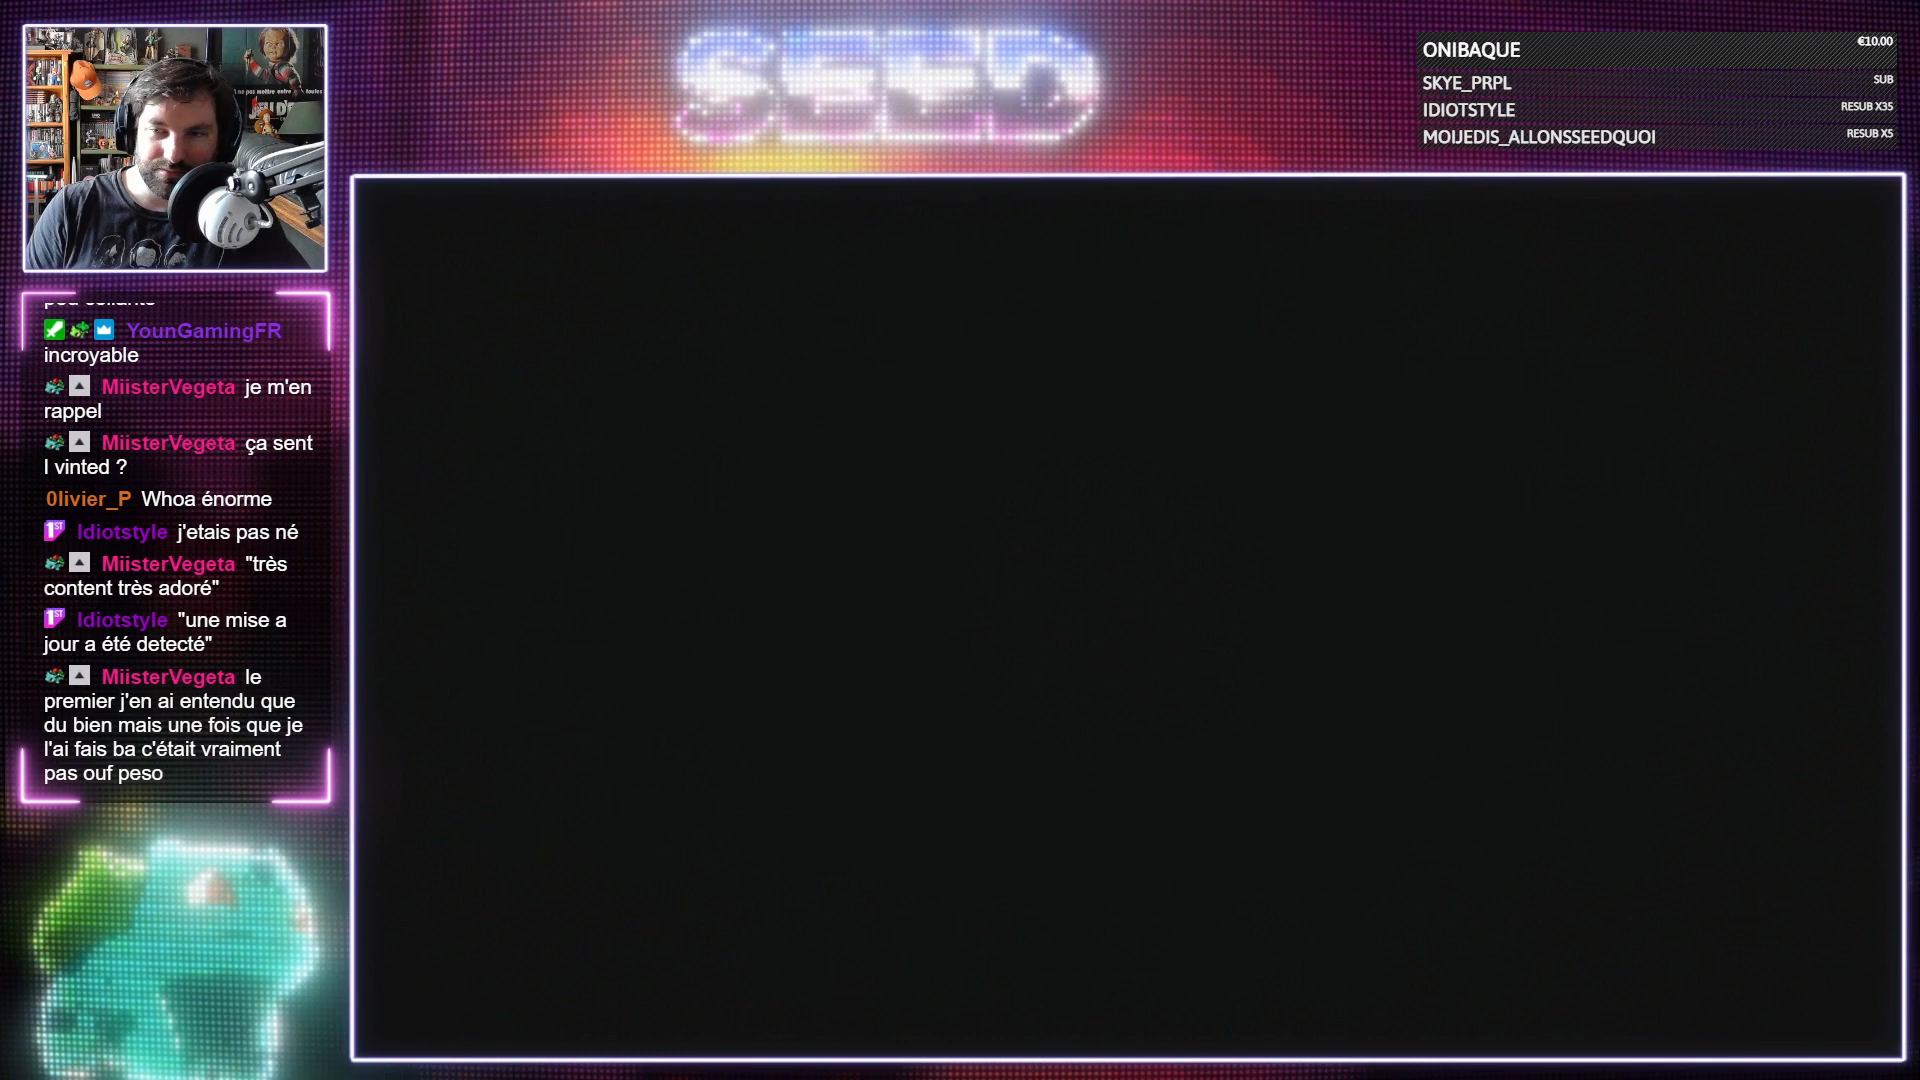 SEED
ONIBAQUE €10.00
SKYE_PRPL SUB
IDIOTSTYLE RESUB X35
MOIJEDIS_ALLONSSEEDQUOI RESUB X5
YounGamingFR
incroyable
MiisterVegeta je m'en
rappel
MiisterVegeta ça sent
l vinted ?
0livier_P Whoa énorme
1ST Idiotstyle j'etais pas né
MiisterVegeta "très
content très adoré"
1ST Idiotstyle "une mise a
jour a été detecté"
MiisterVegeta le
premier j'en ai entendu que
du bien mais une fois que je
l'ai fais ba c'était vraiment
pas ouf peso